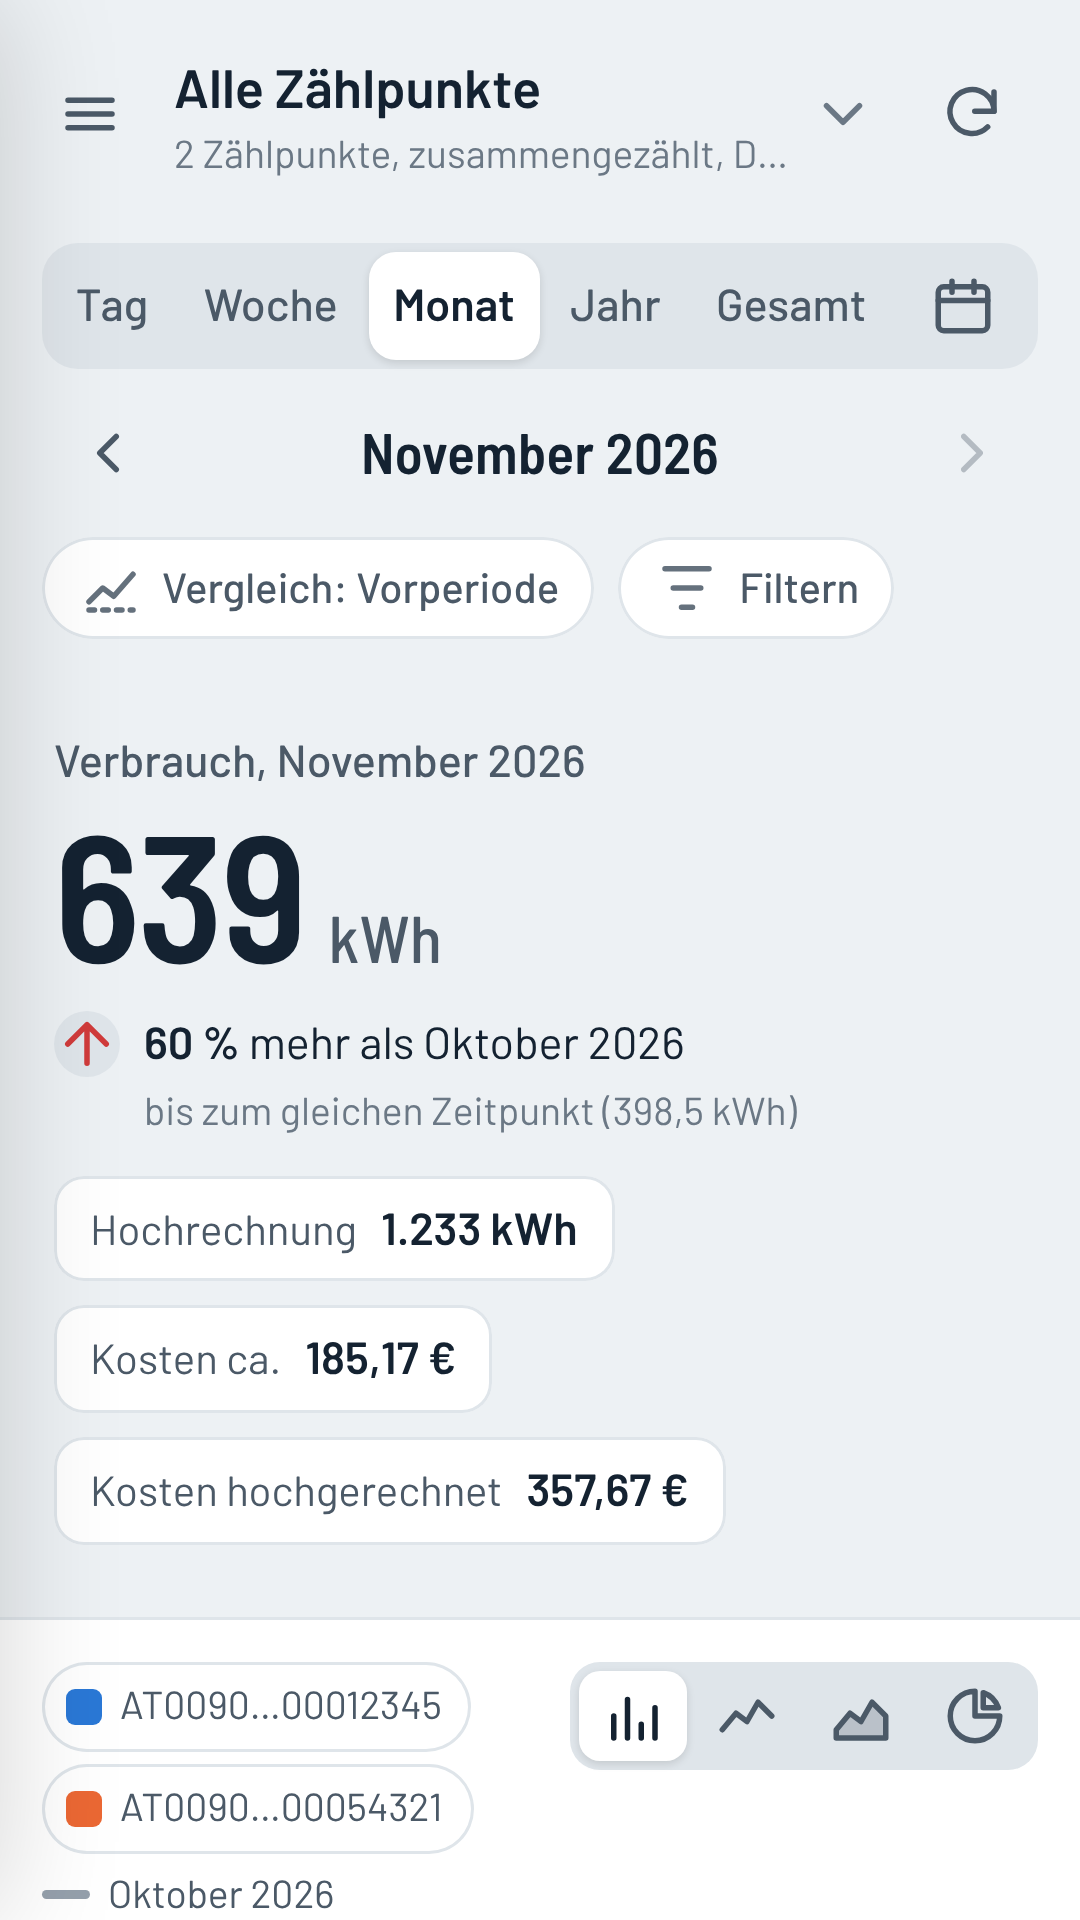 Alle Zählpunkte
2 Zählpunkte, zusammengezählt, D...
Tag Woche Monat Jahr Gesamt
November 2026
Vergleich: Vorperiode Filtern
Verbrauch, November 2026
639 kWh
60 % mehr als Oktober 2026
bis zum gleichen Zeitpunkt (398,5 kWh)
Hochrechnung 1.233 kWh
Kosten ca. 185,17 €
Kosten hochgerechnet 357,67 €
AT0090...00012345
AT0090...00054321
Oktober 2026